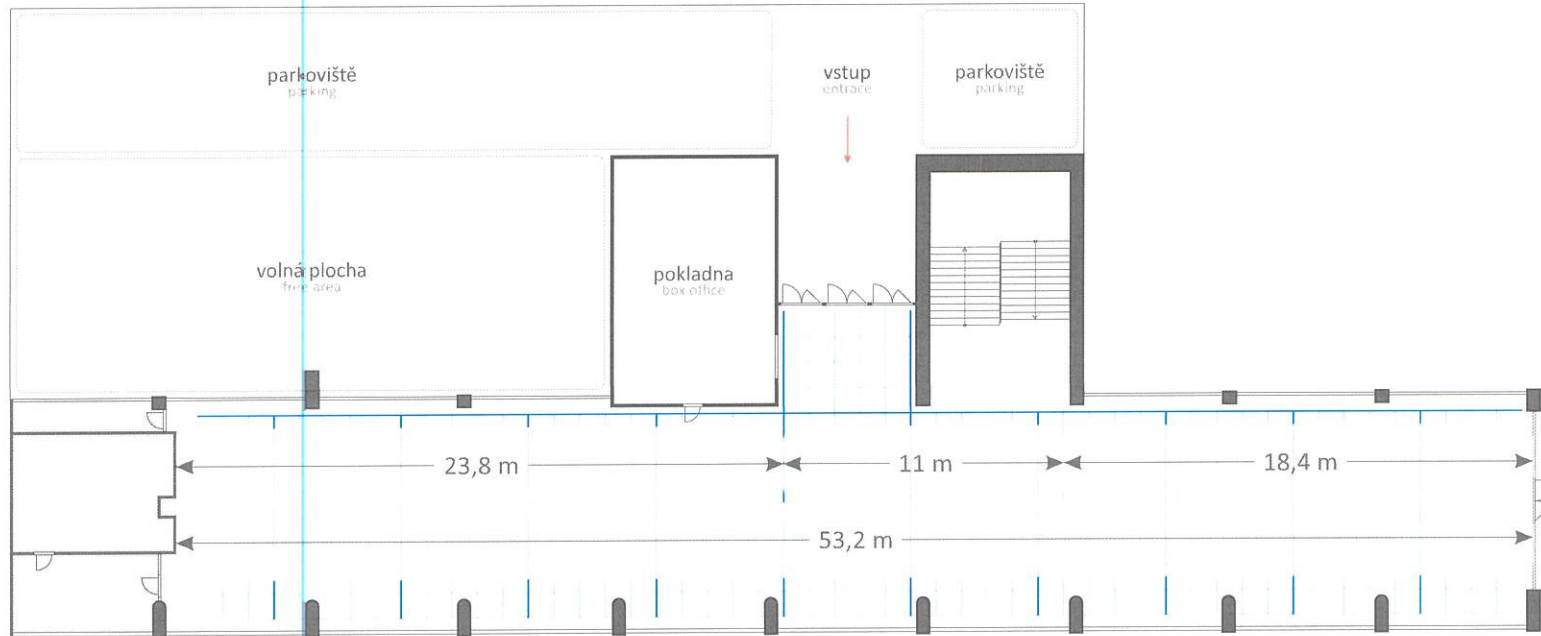 parkoviště
parking
vstup
entrace
parkoviště
parking
volná plocha
free area
pokladna
box office
23,8 m
11 m
18,4 m
53,2 m